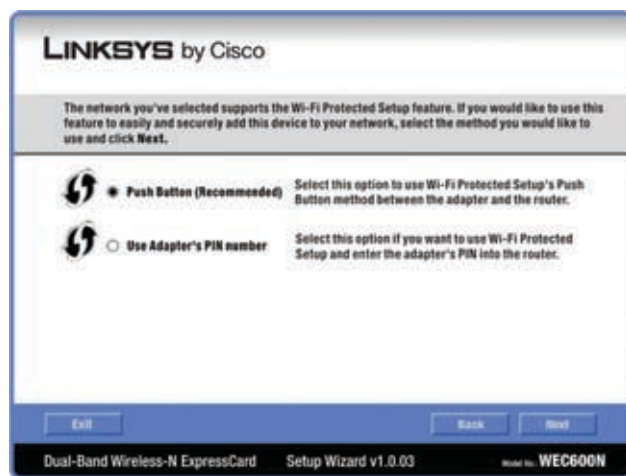 LINKSYS by Cisco
The network you've selected supports the Wi-Fi Protected Setup feature. If you would like to use this
feature to easily and securely add this device to your network, select the method you would like to
use and click Next.
Push Button (Recommended)
Select this option to use Wi-Fi Protected Setup's Push
Button method between the adapter and the router.
Use Adapter's PIN number
Select this option if you want to use Wi-Fi Protected
Setup and enter the adapter's PIN into the router.
Exit
Back
Next
Dual-Band Wireless-N ExpressCard
Setup Wizard v1.0.03
Model No. WEC600N